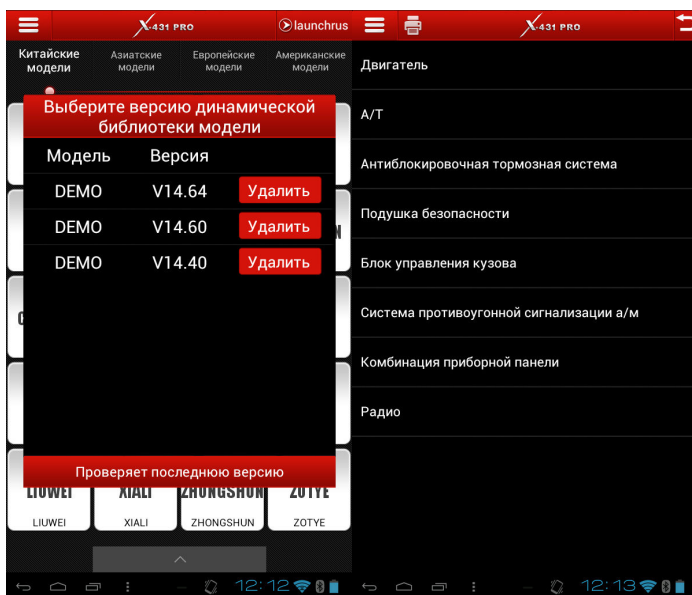 X-431 PRO
launchrus
Китайские
модели
Азиатские
модели
Европейские
модели
Американские
модели
Выберите версию динамической
библиотеки модели
Модель Версия
DEMO V14.64 Удалить
DEMO V14.60 Удалить
DEMO V14.40 Удалить
Проверяет последнюю версию
LIUWEI XIALI ZHONGSHUN ZOTYE
LIUWEI XIALI ZHONGSHUN ZOTYE
12:12
X-431 PRO
Двигатель
А/Т
Антиблокировочная тормозная система
Подушка безопасности
Блок управления кузова
Система противоугонной сигнализации а/м
Комбинация приборной панели
Радио
12:13